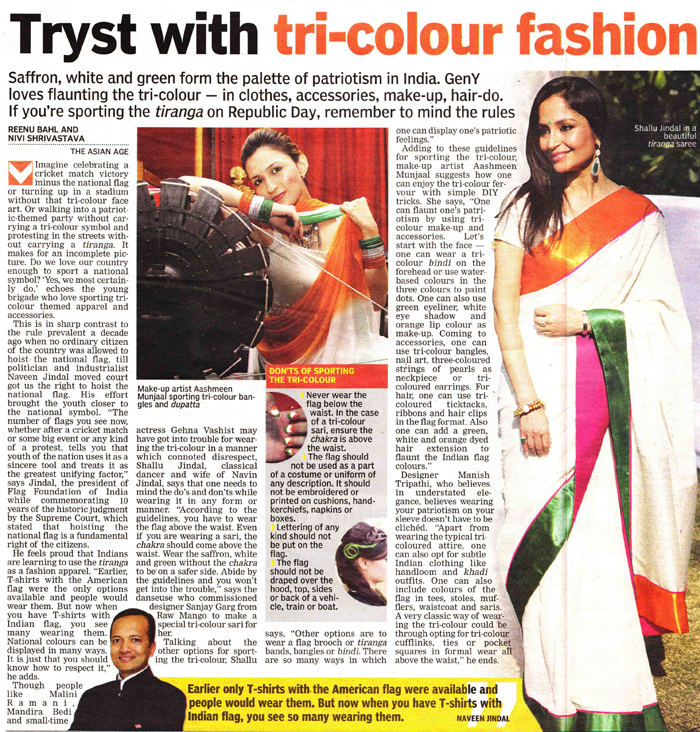 Tryst with tri-colour fashion
Saffron, white and green form the palette of patriotism in India. GenY
loves flaunting the tri-colour — in clothes, accessories, make-up, hair-do.
If you're sporting the tiranga on Republic Day, remember to mind the rules
REENU BAHL AND
NIVI SHRIVASTAVA
THE ASIAN AGE
Imagine celebrating a
cricket match victory
minus the national flag
or turning up in a stadium
without that tri-colour face
art. Or walking into a patriot-
ic-themed party without car-
rying a tri-colour symbol and
protesting in the streets with-
out carrying a tiranga. It
makes for an incomplete pic-
ture. Do we love our country
enough to sport a national
symbol? 'Yes, we most certain-
ly do,' echoes the young
brigade who love sporting tri-
colour themed apparel and
accessories.
This is in sharp contrast to
the rule prevalent a decade
ago when no ordinary citizen
of the country was allowed to
hoist the national flag, till
politician and industrialist
Naveen Jindal moved court
got us the right to hoist the
national flag. His effort
brought the youth closer to
the national symbol. "The
number of flags you see now,
whether after a cricket match
or some big event or any kind
of a protest, tells you that
youth of the nation uses it as a
sincere tool and treats it as
the greatest unifying factor,"
says Jindal, the president of
Flag Foundation of India
while commemorating 10
years of the historic judgment
by the Supreme Court, which
stated that hoisting the
national flag is a fundamental
right of the citizens.
He feels proud that Indians
are learning to use the tiranga
as a fashion apparel. "Earlier,
T-shirts with the American
flag were the only options
available and people would
wear them. But now when
you have T-shirts with
Indian flag, you see
many wearing them.
National colours can be
displayed in many ways.
It is just that you should
know how to respect it,"
he adds.
Though people
like Malini
Ramani,
Mandira Bedi
and small-time
Make-up artist Aashmeen
Munjaal sporting tri-colour ban-
gles and dupatta
actress Gehna Vashist may
have got into trouble for wear-
ing the tri-colour in a manner
which connoted disrespect,
Shallu Jindal, classical
dancer and wife of Navin
Jindal, says that one needs to
mind the do's and don'ts while
wearing it in any form or
manner. "According to the
guidelines, you have to wear
the flag above the waist. Even
if you are wearing a sari, the
chakra should come above the
waist. Wear the saffron, white
and green without the chakra
to be on a safer side. Abide by
the guidelines and you won't
get into the trouble," says the
danseuse who commissioned
designer Sanjay Garg from
Raw Mango to make a
special tri-colour sari for
her.
Talking about the
other options for sport-
ing the tri-colour, Shallu
DON'TS OF SPORTING
THE TRI-COLOUR
Never wear the
flag below the
waist. In the case
of a tri-colour
sari, ensure the
chakra is above
the waist.
The flag should
not be used as a part
of a costume or uniform of
any description. It should
not be embroidered or
printed on cushions, hand-
kerchiefs, napkins or
boxes.
Lettering of any
kind should not
be put on the
flag.
The flag
should not be
draped over the
hood, top, sides
or back of a vehi-
cle, train or boat.
says, "Other options are to
wear a flag brooch or tiranga
bands, bangles or bindi. There
are so many ways in which
one can display one's patriotic
feelings."
Adding to these guidelines
for sporting the tri-colour,
make-up artist Aashmeen
Munjaal suggests how one
can enjoy the tri-colour fer-
vour with simple DIY
tricks. She says, "One
can flaunt one's patri-
otism by using tri-
colour make-up and
accessories. Let's
start with the face —
one can wear a tri-
colour bindi on the
forehead or use water-
based colours in the
three colours to paint
dots. One can also use
green eyeliner, white
eye shadow and
orange lip colour as
make-up. Coming to
accessories, one can
use tri-colour bangles,
nail art, three-coloured
strings of pearls as
neckpiece or tri-
coloured earrings. For
hair, one can use tri-
coloured ticktacks,
ribbons and hair clips
in the flag format. Also
one can add a green,
white and orange dyed
hair extension to
flaunt the Indian flag
colours."
Designer Manish
Tripathi, who believes
in understated ele-
gance, believes wearing
your patriotism on your
sleeve doesn't have to be
clichéd. "Apart from
wearing the typical tri-
coloured attire, one
can also opt for subtle
Indian clothing like
handloom and khadi
outfits. One can also
include colours of the
flag in tees, stoles, muf-
flers, waistcoat and saris.
A very classic way of wear-
ing the tri-colour could be
through opting for tri-colour
cufflinks, ties or pocket
squares in formal wear all
above the waist," he ends.
Shallu Jindal in a
beautiful
tiranga saree
Earlier only T-shirts with the American flag were available and
people would wear them. But now when you have T-shirts with
Indian flag, you see so many wearing them.
NAVEEN JINDAL